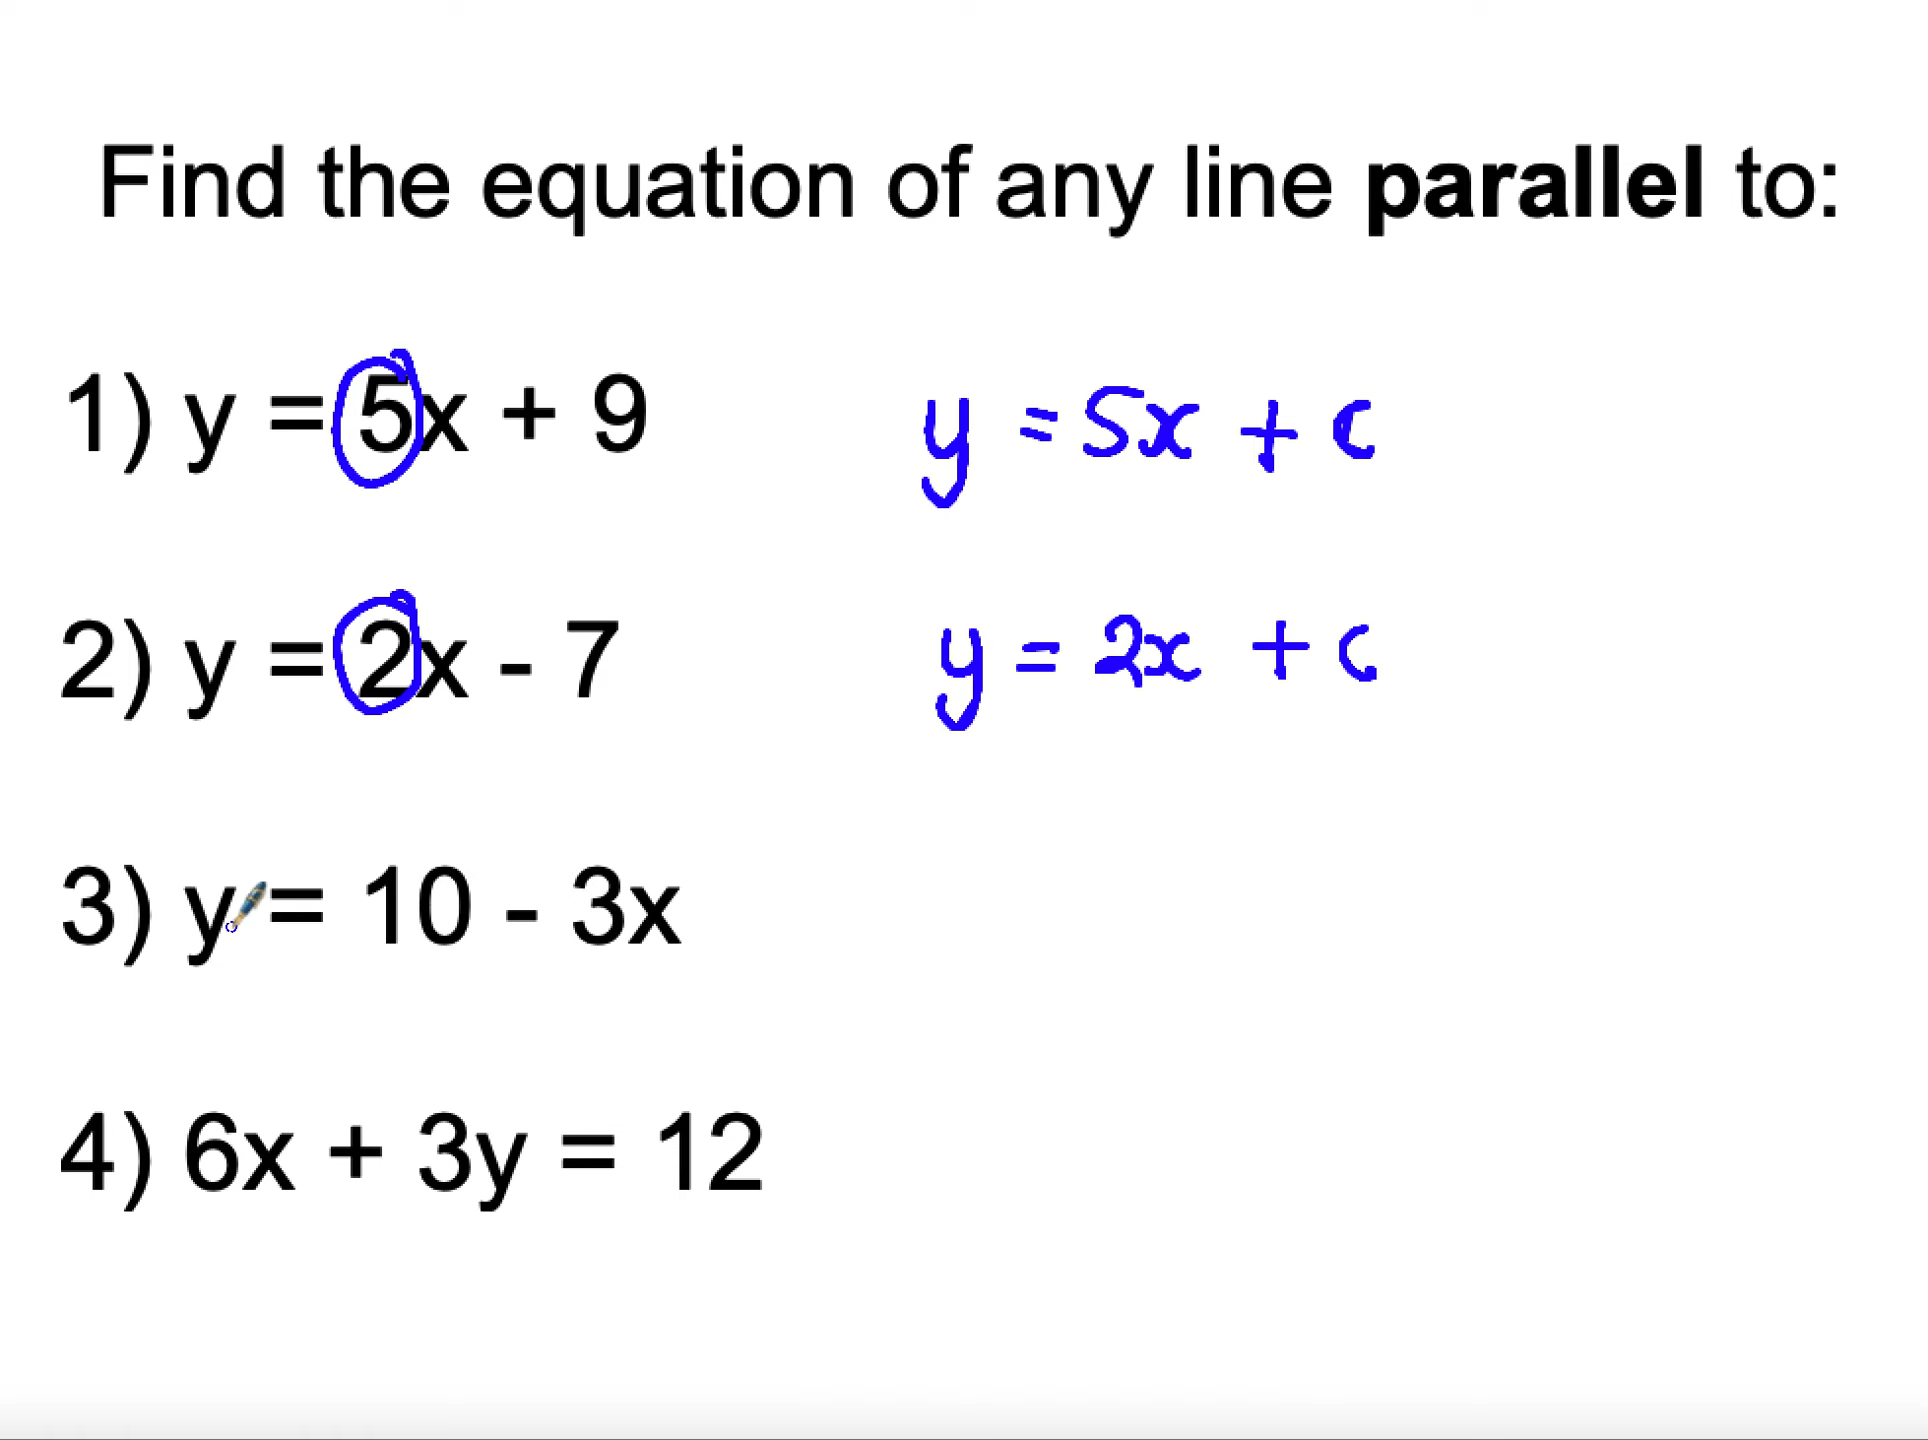 Find the equation of any line parallel to:
1) y = 5x + 9 y = 5x + c
2) y = 2x - 7 y = 2x + c
3) y = 10 - 3x
4) 6x + 3y = 12